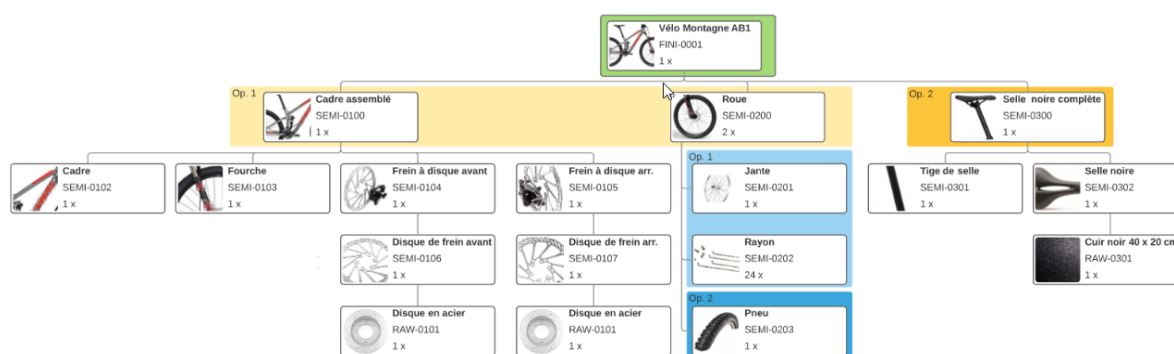 Vélo Montagne AB1
FINI-0001
1 x
Op. 1
Cadre assemblé
SEMI-0100
1 x
Roue
SEMI-0200
2 x
Op. 2
Selle noire complète
SEMI-0300
1 x
Cadre
SEMI-0102
1 x
Fourche
SEMI-0103
1 x
Frein à disque avant
SEMI-0104
1 x
Frein à disque arr.
SEMI-0105
1 x
Op. 1
Jante
SEMI-0201
1 x
Tige de selle
SEMI-0301
1 x
Selle noire
SEMI-0302
1 x
Disque de frein avant
SEMI-0106
1 x
Disque de frein arr.
SEMI-0107
1 x
Rayon
SEMI-0202
24 x
Cuir noir 40 x 20 cm
RAW-0301
1 x
Disque en acier
RAW-0101
1 x
Disque en acier
RAW-0101
1 x
Op. 2
Pneu
SEMI-0203
1 x